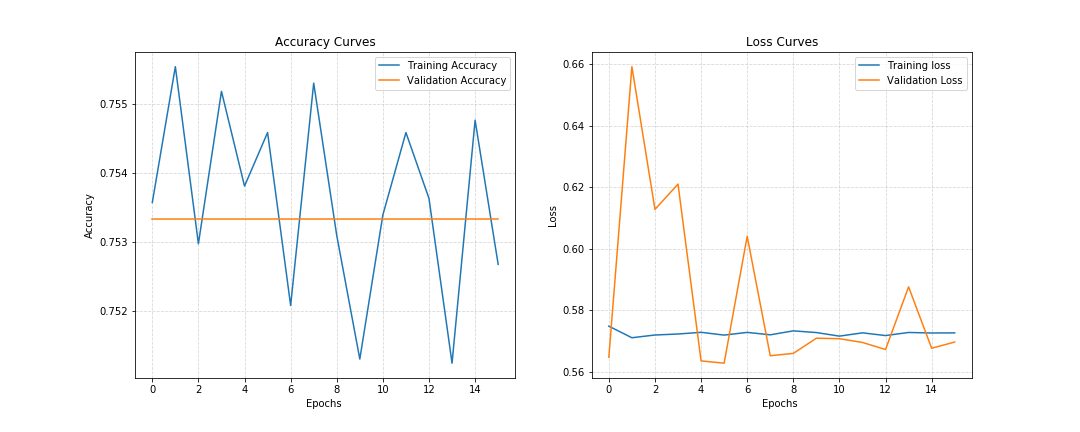 Accuracy Curves
Training Accuracy
Validation Accuracy
0.755
0.754
0.753
0.752
Accuracy
0 2 4 6 8 10 12 14
Epochs
Loss Curves
Training loss
Validation Loss
0.66
0.64
0.62
0.60
0.58
0.56
Loss
0 2 4 6 8 10 12 14
Epochs